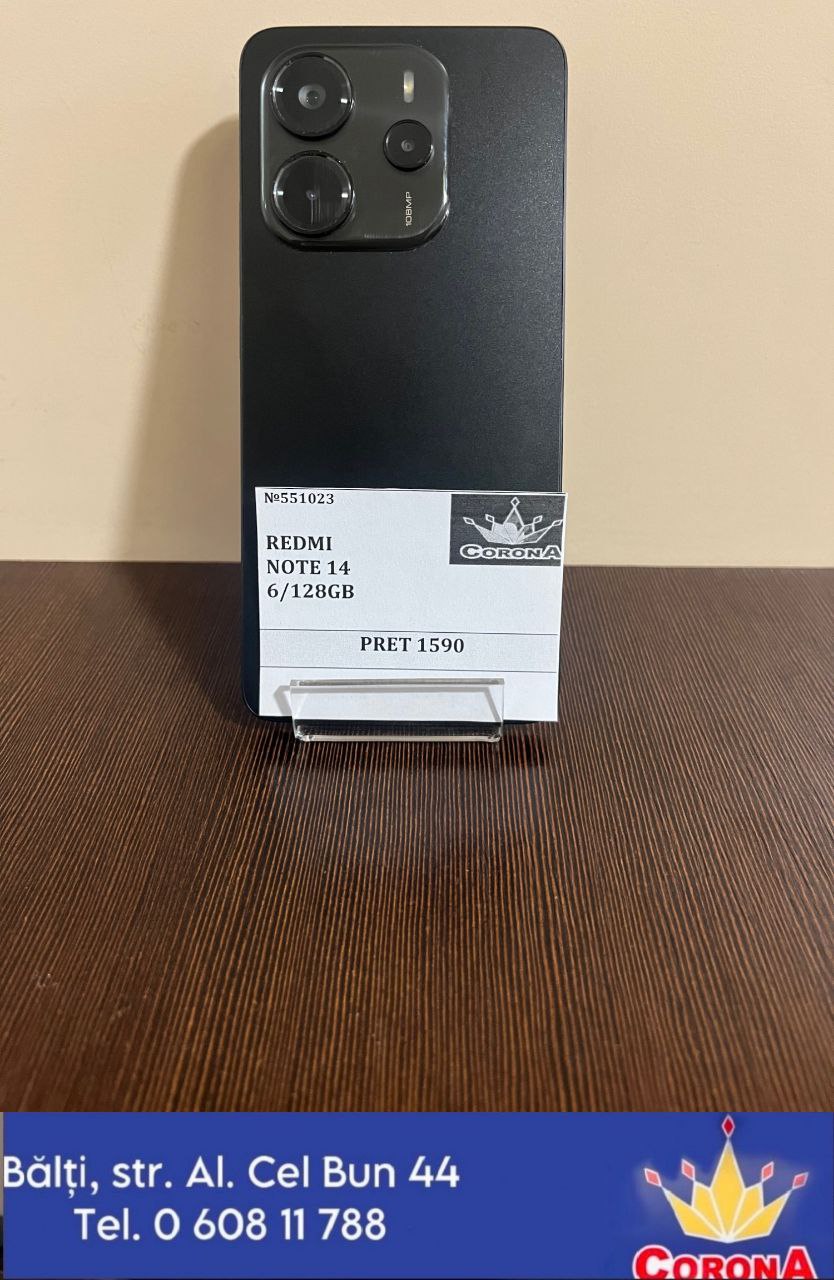 108MP
№551023
CORONA
REDMI
NOTE 14
6/128GB
PRET 1590
Bălți, str. Al. Cel Bun 44
Tel. 0 608 11 788
CORONA